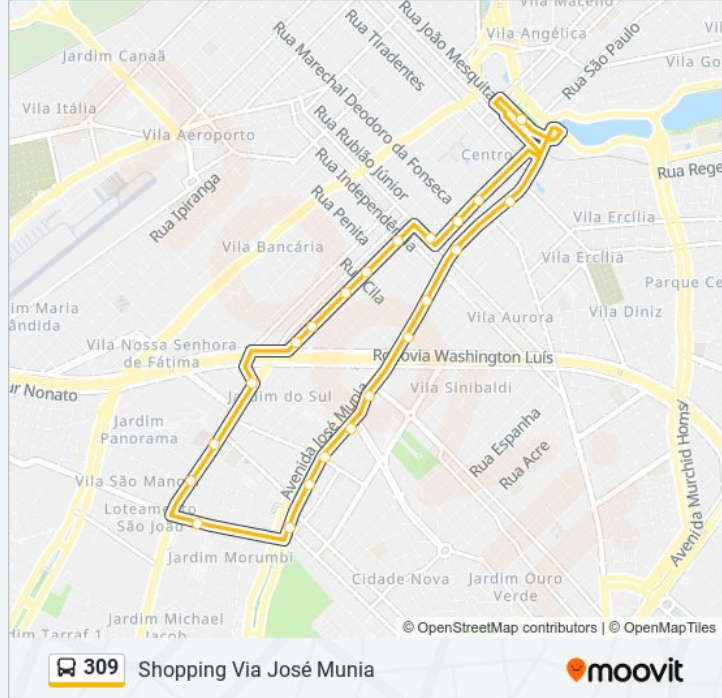 Vila Maceno
Rua João Mesquita
Vila Angélica
Rua Tiradentes
Rua São Paulo
Jardim Canaã
Vila Go
Rua Marechal Deodoro da Fonseca
Vila Itália
Vila Aeroporto
Rua Rubião Júnior
Centro
Rua Independência
Rua Rege
Rua Ipiranga
Rua Penita
Vila Ercília
Vila Bancária
Vila Ercília
Rua Cila
Parque Ce
im Maria
ândida
Vila Aurora
Vila Diniz
Vila Nossa Senhora
de Fátima
Rodovia Washington Luís
ur Nonato
Jardim do Sul
Vila Sinibaldi
Avenida José Munia
Jardim
Panorama
Rua Espanha
Rua Acre
Vila São Manoel
Loteamento
São João
Avenida Murchid Homsi
Jardim Morumbi
Cidade Nova
Jardim Ouro
Verde
Jardim Michael
Jacob
dim Tarraf 1
© OpenStreetMap contributors | © OpenMapTiles
309 Shopping Via José Munia
moovit